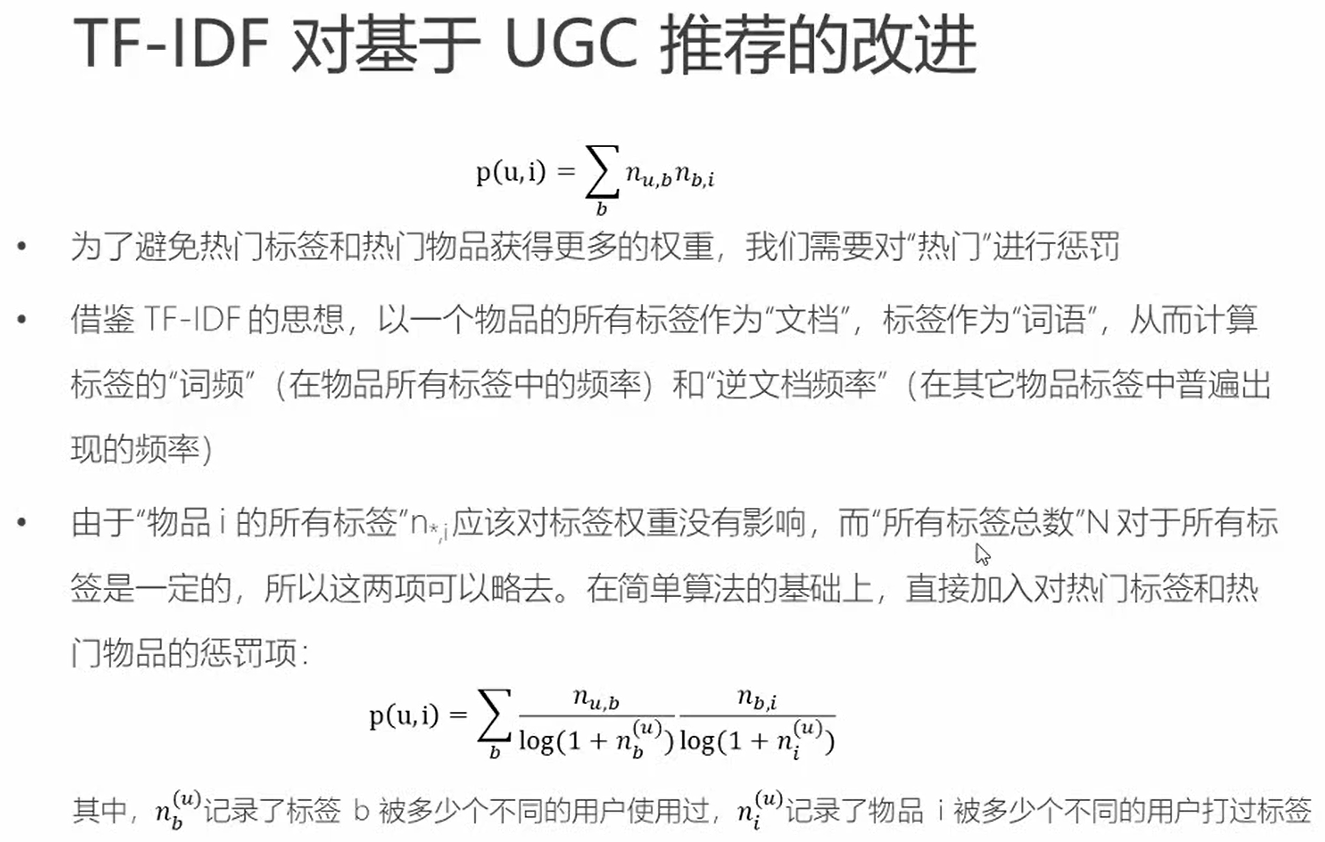 TF-IDF 对基于 UGC 推荐的改进
p(u,i) = ∑_b n_{u,b}n_{b,i}
• 为了避免热门标签和热门物品获得更多的权重，我们需要对“热门”进行惩罚
• 借鉴 TF-IDF 的思想，以一个物品的所有标签作为“文档”，标签作为“词语”，从而计算
标签的“词频”（在物品所有标签中的频率）和“逆文档频率”（在其它物品标签中普遍出
现的频率）
• 由于“物品 i 的所有标签”n_{*,i} 应该对标签权重没有影响，而“所有标签总数”N 对于所有标
签是一定的，所以这两项可以略去。在简单算法的基础上，直接加入对热门标签和热
门物品的惩罚项：
p(u,i) = ∑_b \frac{n_{u,b}}{log(1 + n_b^{(u)})} \frac{n_{b,i}}{log(1 + n_i^{(u)})}
其中，n_b^{(u)}记录了标签 b 被多少个不同的用户使用过，n_i^{(u)}记录了物品 i 被多少个不同的用户打过标签